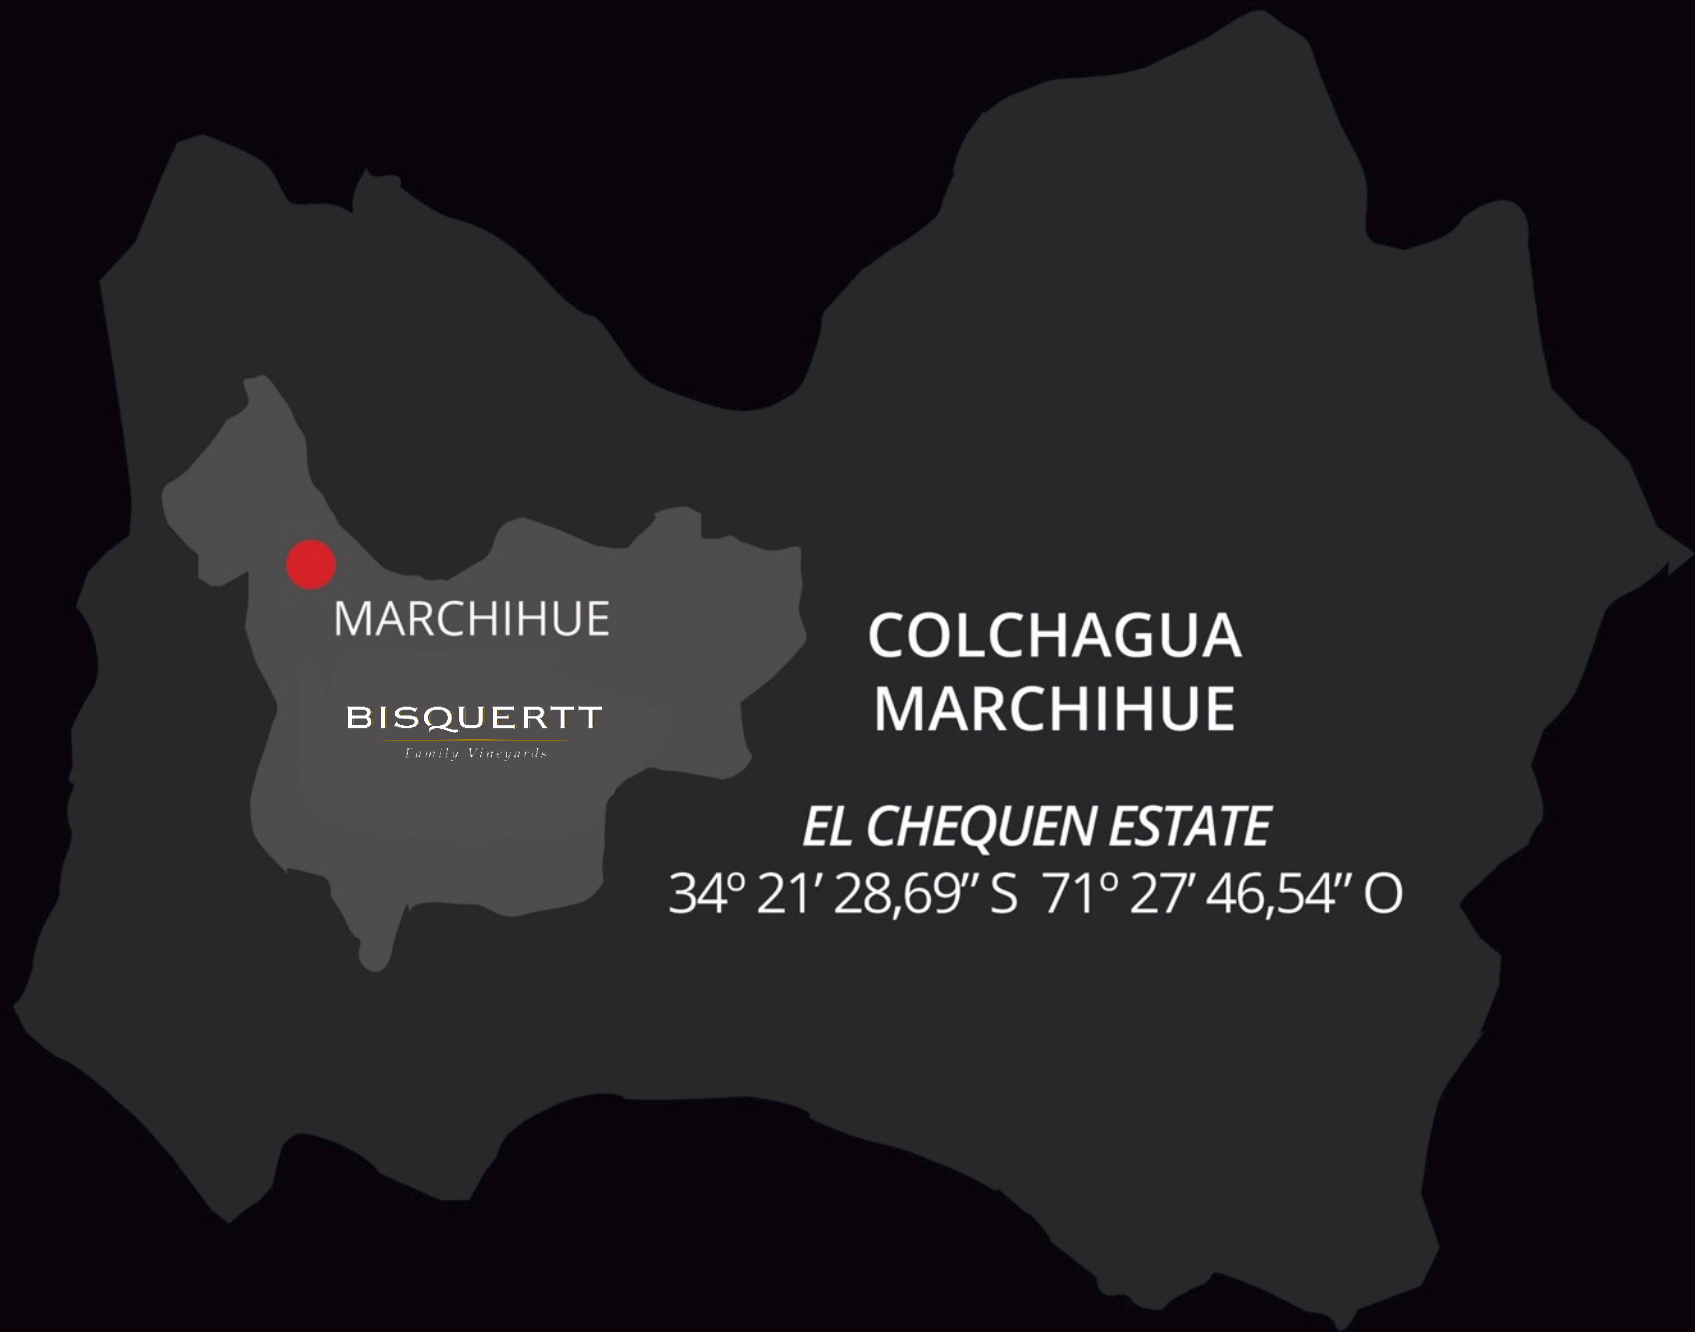 MARCHIHUE
BISQUERTT
Family Vineyards
COLCHAGUA
MARCHIHUE
EL CHEQUEN ESTATE
34º 21’ 28,69” S 71º 27’ 46,54” O